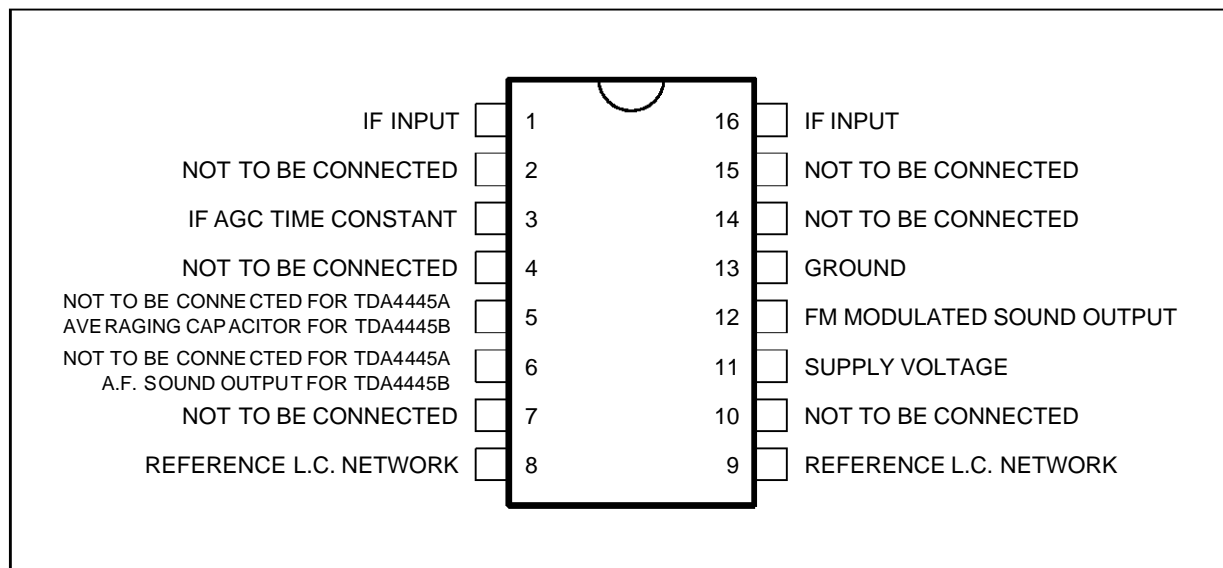 IF INPUT 1 16 IF INPUT
NOT TO BE CONNECTED 2 15 NOT TO BE CONNECTED
IF AGC TIME CONSTANT 3 14 NOT TO BE CONNECTED
NOT TO BE CONNECTED 4 13 GROUND
NOT TO BE CONNECTED FOR TDA4445A
AVERAGING CAPACITOR FOR TDA4445B 5 12 FM MODULATED SOUND OUTPUT
NOT TO BE CONNECTED FOR TDA4445A
A.F. SOUND OUTPUT FOR TDA4445B 6 11 SUPPLY VOLTAGE
NOT TO BE CONNECTED 7 10 NOT TO BE CONNECTED
REFERENCE L.C. NETWORK 8 9 REFERENCE L.C. NETWORK